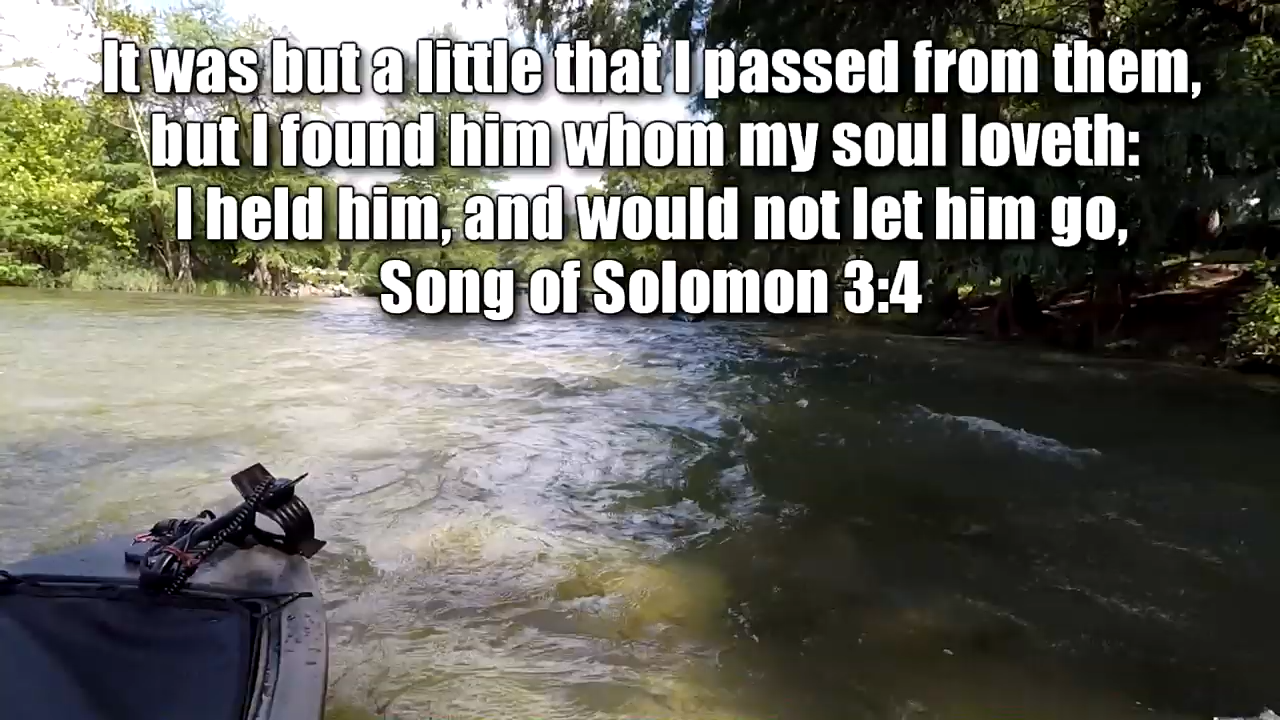 It was but a little that I passed from them,
but I found him whom my soul loveth:
I held him, and would not let him go,
Song of Solomon 3:4